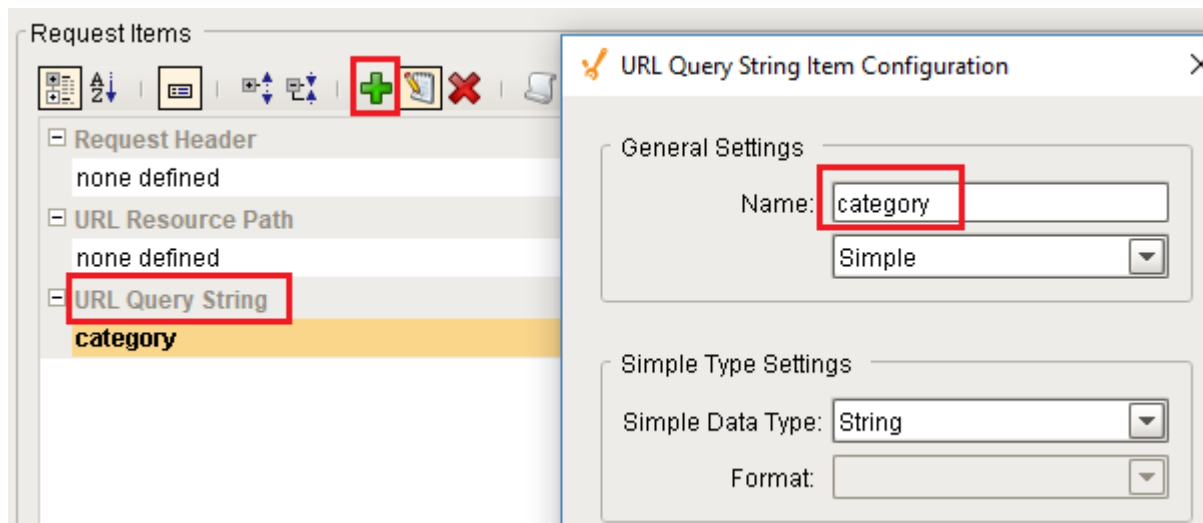 Request Items
Request Header
none defined
URL Resource Path
none defined
URL Query String
category
URL Query String Item Configuration
General Settings
Name: category
Simple
Simple Type Settings
Simple Data Type: String
Format: